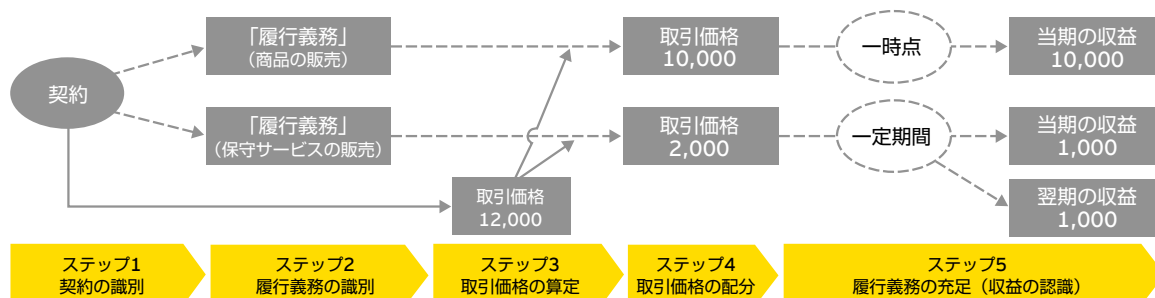 契約
「履行義務」
（商品の販売）
取引価格
10,000
一時点
当期の収益
10,000
「履行義務」
（保守サービスの販売）
取引価格
2,000
一定期間
当期の収益
1,000
取引価格
12,000
翌期の収益
1,000
ステップ1
契約の識別
ステップ2
履行義務の識別
ステップ3
取引価格の算定
ステップ4
取引価格の配分
ステップ5
履行義務の充足（収益の認識）